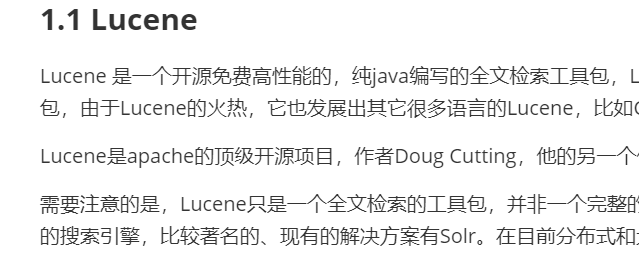 1.1 Lucene
Lucene 是一个开源免费高性能的，纯java编写的全文检索工具包，L
包，由于Lucene的火热，它也发展出其它很多语言的Lucene，比如C
Lucene是apache的顶级开源项目，作者Doug Cutting，他的另一个
需要注意的是，Lucene只是一个全文检索的工具包，并非一个完整的
的搜索引擎，比较著名的、现有的解决方案有Solr。在目前分布式和